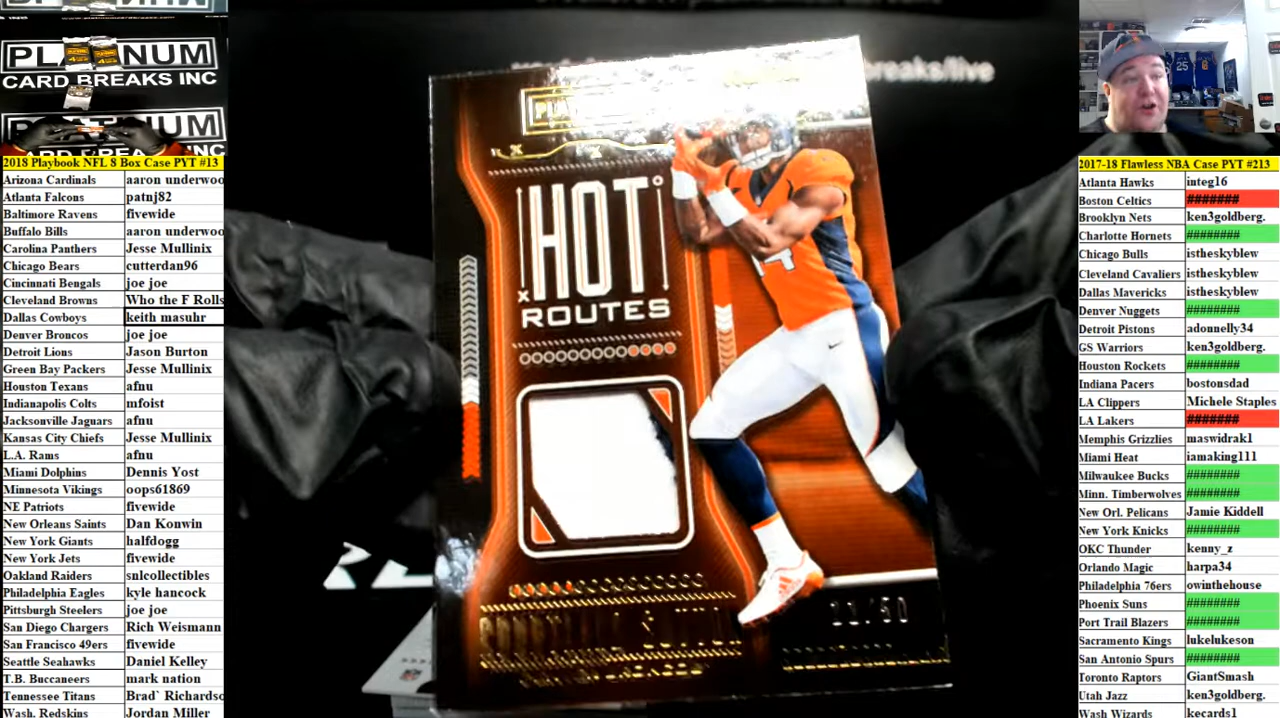 PLATINUM
CARD BREAKS INC
PLATINUM
2018 Playbook NFL 8 Box Case PYT #13
Arizona Cardinals aaron underwoo
Atlanta Falcons patnj82
Baltimore Ravens fivewide
Buffalo Bills aaron underwoo
Carolina Panthers Jesse Mullinix
Chicago Bears cutterdan96
Cincinnati Bengals joe joe
Cleveland Browns Who the F Rolls
Dallas Cowboys keith masuhr
Denver Broncos joe joe
Detroit Lions Jason Burton
Green Bay Packers Jesse Mullinix
Houston Texans afnu
Indianapolis Colts mfoist
Jacksonville Jaguars afnu
Kansas City Chiefs Jesse Mullinix
L.A. Rams afnu
Miami Dolphins Dennis Yost
Minnesota Vikings oops61869
NE Patriots fivewide
New Orleans Saints Dan Konwin
New York Giants halfdogg
New York Jets fivewide
Oakland Raiders snlcollectibles
Philadelphia Eagles kyle hancock
Pittsburgh Steelers joe joe
San Diego Chargers Rich Weismann
San Francisco 49ers fivewide
Seattle Seahawks Daniel Kelley
T.B. Buccaneers mark nation
Tennessee Titans Brad` Richardso
Wash. Redskins Jordan Miller
breaks/live
HOT
ROUTES
14
11/50
25
2017-18 Flawless NBA Case PYT #213
Atlanta Hawks integ16
Boston Celtics #######
Brooklyn Nets ken3goldberg.
Charlotte Hornets ########
Chicago Bulls istheskyblew
Cleveland Cavaliers istheskyblew
Dallas Mavericks istheskyblew
Denver Nuggets ########
Detroit Pistons adonnelly34
GS Warriors ken3goldberg.
Houston Rockets ########
Indiana Pacers bostonsdad
LA Clippers Michele Staples
LA Lakers #######
Memphis Grizzlies maswidrak1
Miami Heat iamaking111
Milwaukee Bucks ########
Minn. Timberwolves ########
New Orl. Pelicans Jamie Kiddell
New York Knicks ########
OKC Thunder kenny_z
Orlando Magic harpa34
Philadelphia 76ers owinthehouse
Phoenix Suns ########
Port Trail Blazers ########
Sacramento Kings lukelukeson
San Antonio Spurs ########
Toronto Raptors GiantSmash
Utah Jazz ken3goldberg.
Wash Wizards kecards1